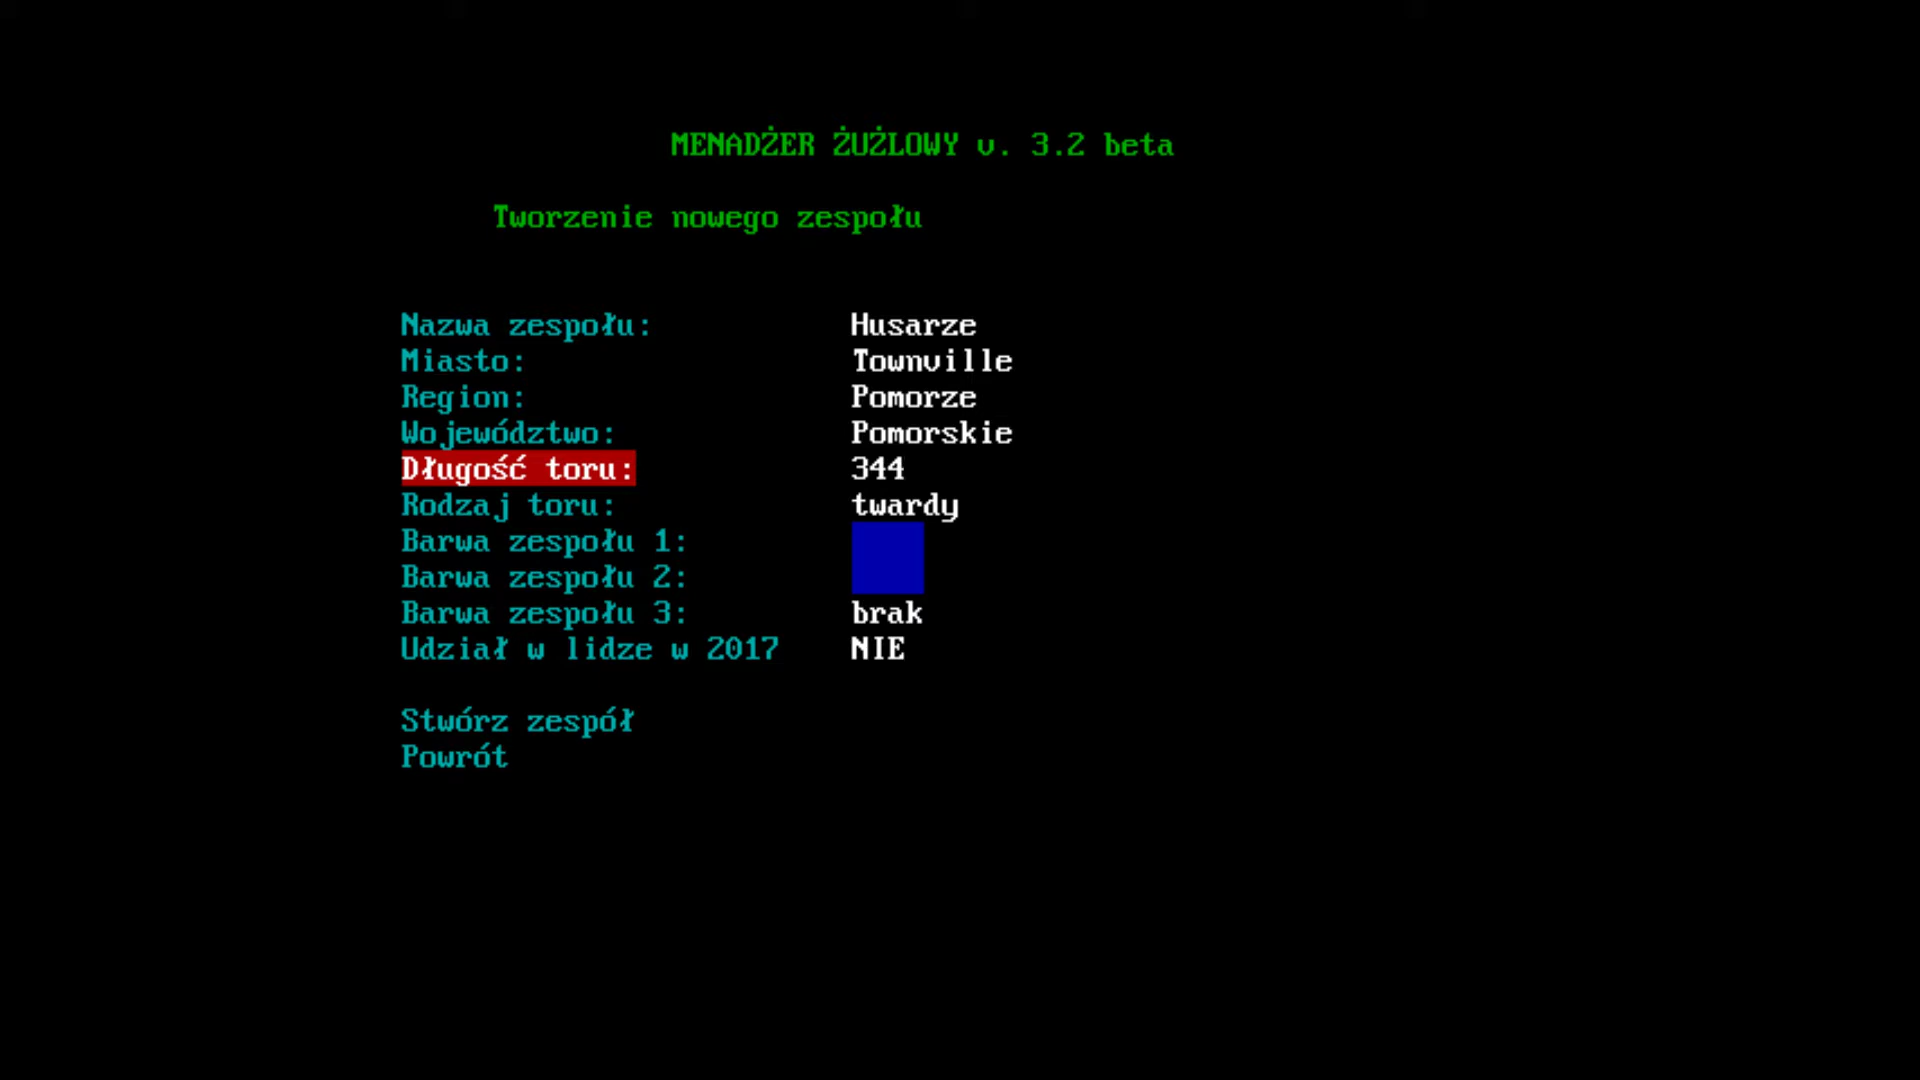 MENADŻER ŻUŻLOWY v. 3.2 beta
Tworzenie nowego zespołu
Nazwa zespołu: Husarze
Miasto: Townville
Region: Pomorze
Województwo: Pomorskie
Długość toru: 344
Rodzaj toru: twardy
Barwa zespołu 1:
Barwa zespołu 2:
Barwa zespołu 3: brak
Udział w lidze w 2017 NIE
Stwórz zespół
Powrót